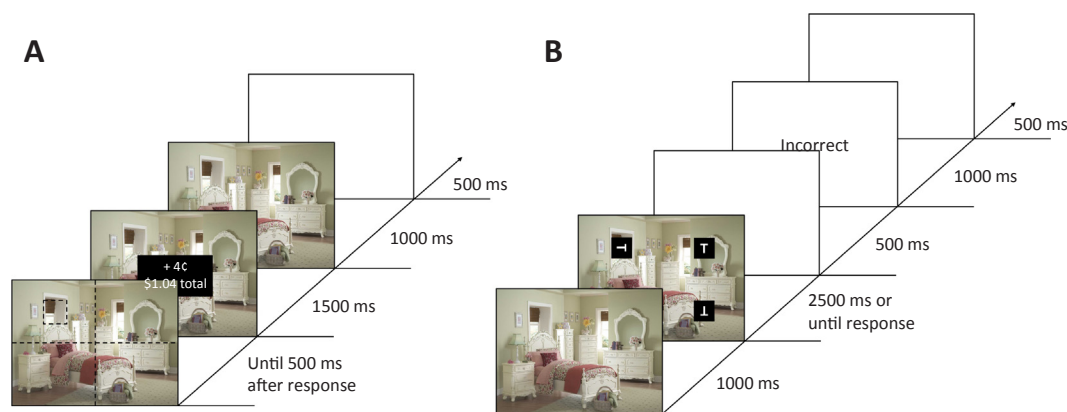 A
500 ms
1000 ms
+ 4¢
$1.04 total
1500 ms
Until 500 ms
after response
B
500 ms
Incorrect
1000 ms
500 ms
T
T
T
2500 ms or
until response
1000 ms